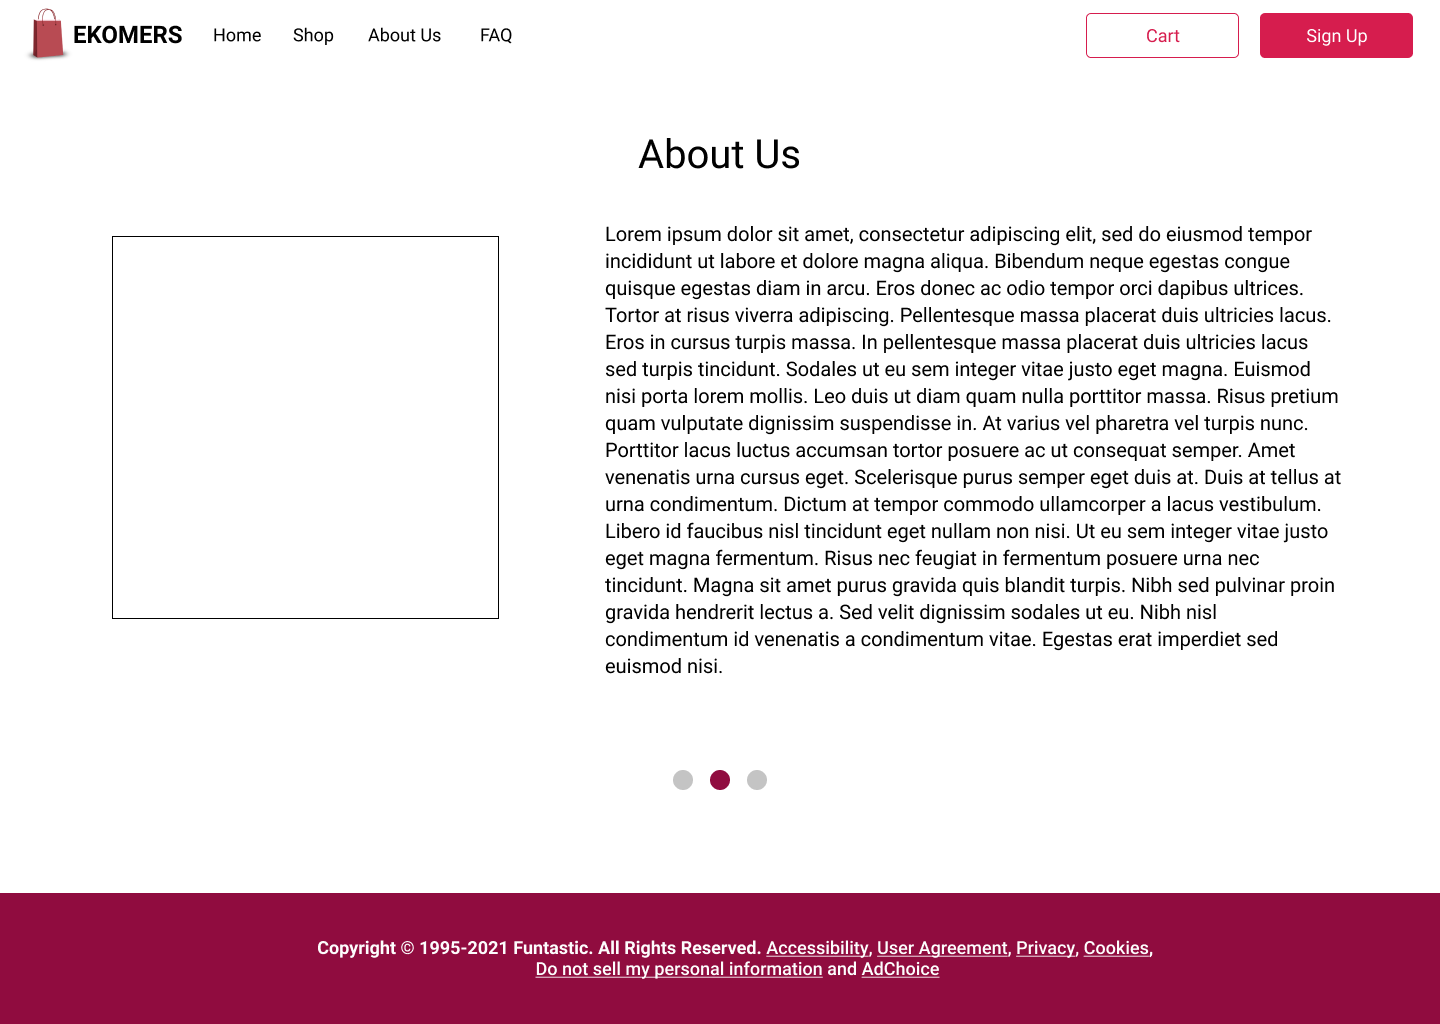 EKOMERS Home Shop About Us FAQ Cart Sign Up
About Us
Lorem ipsum dolor sit amet, consectetur adipiscing elit, sed do eiusmod tempor
incididunt ut labore et dolore magna aliqua. Bibendum neque egestas congue
quisque egestas diam in arcu. Eros donec ac odio tempor orci dapibus ultrices.
Tortor at risus viverra adipiscing. Pellentesque massa placerat duis ultricies lacus.
Eros in cursus turpis massa. In pellentesque massa placerat duis ultricies lacus
sed turpis tincidunt. Sodales ut eu sem integer vitae justo eget magna. Euismod
nisi porta lorem mollis. Leo duis ut diam quam nulla porttitor massa. Risus pretium
quam vulputate dignissim suspendisse in. At varius vel pharetra vel turpis nunc.
Porttitor lacus luctus accumsan tortor posuere ac ut consequat semper. Amet
venenatis urna cursus eget. Scelerisque purus semper eget duis at. Duis at tellus at
urna condimentum. Dictum at tempor commodo ullamcorper a lacus vestibulum.
Libero id faucibus nisl tincidunt eget nullam non nisi. Ut eu sem integer vitae justo
eget magna fermentum. Risus nec feugiat in fermentum posuere urna nec
tincidunt. Magna sit amet purus gravida quis blandit turpis. Nibh sed pulvinar proin
gravida hendrerit lectus a. Sed velit dignissim sodales ut eu. Nibh nisl
condimentum id venenatis a condimentum vitae. Egestas erat imperdiet sed
euismod nisi.
Copyright © 1995-2021 Funtastic. All Rights Reserved. Accessibility, User Agreement, Privacy, Cookies,
Do not sell my personal information and AdChoice